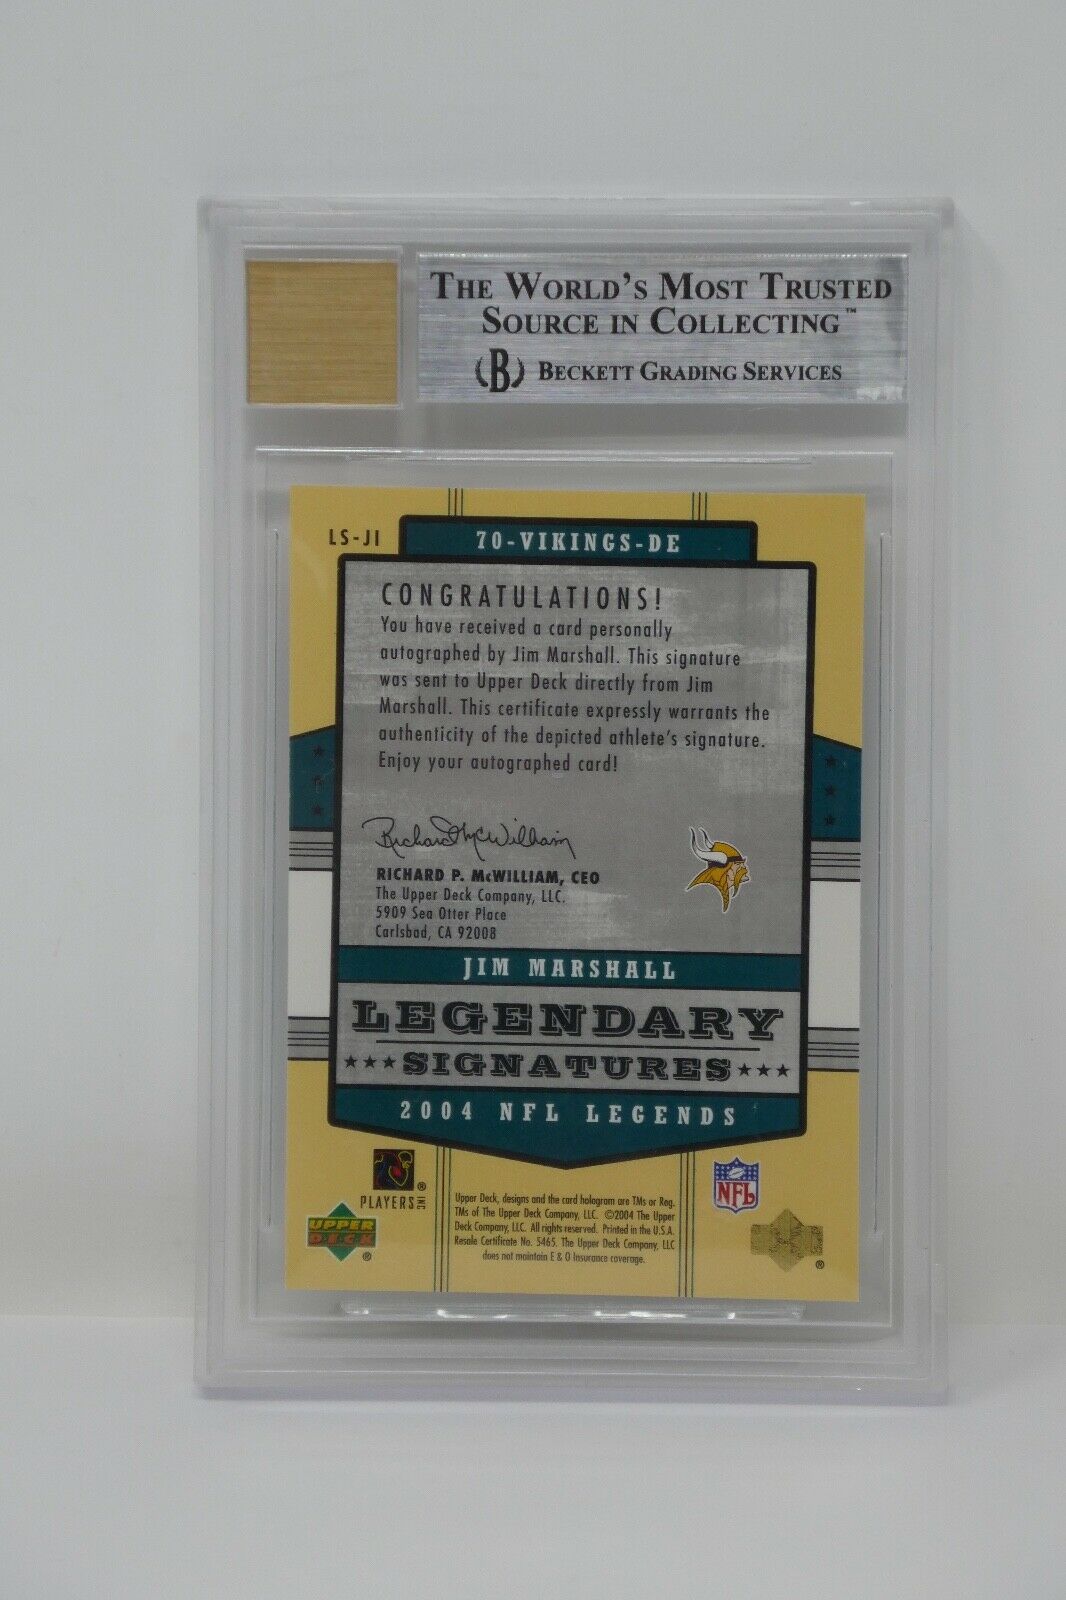 THE WORLD'S MOST TRUSTED
SOURCE IN COLLECTING™
B BECKETT GRADING SERVICES
LS-JI
70-VIKINGS-DE
CONGRATULATIONS!
You have received a card personally
autographed by Jim Marshall. This signature
was sent to Upper Deck directly from Jim
Marshall. This certificate expressly warrants the
authenticity of the depicted athlete's signature.
Enjoy your autographed card!
Richard McWilliam
RICHARD P. McWILLIAM, CEO
The Upper Deck Company, LLC.
5909 Sea Otter Place
Carlsbad, CA 92008
JIM MARSHALL
LEGENDARY
SIGNATURES
2004 NFL LEGENDS
PLAYERS INC ®
UPPER
DECK ®
Upper Deck, designs and the card hologram are TMs or Reg.
TMs of The Upper Deck Company, LLC. ©2004 The Upper
Deck Company, LLC. All rights reserved. Printed in the U.S.A.
Resale Certificate No. 5465. The Upper Deck Company, LLC
does not maintain E & O Insurance coverage.
NFL
®